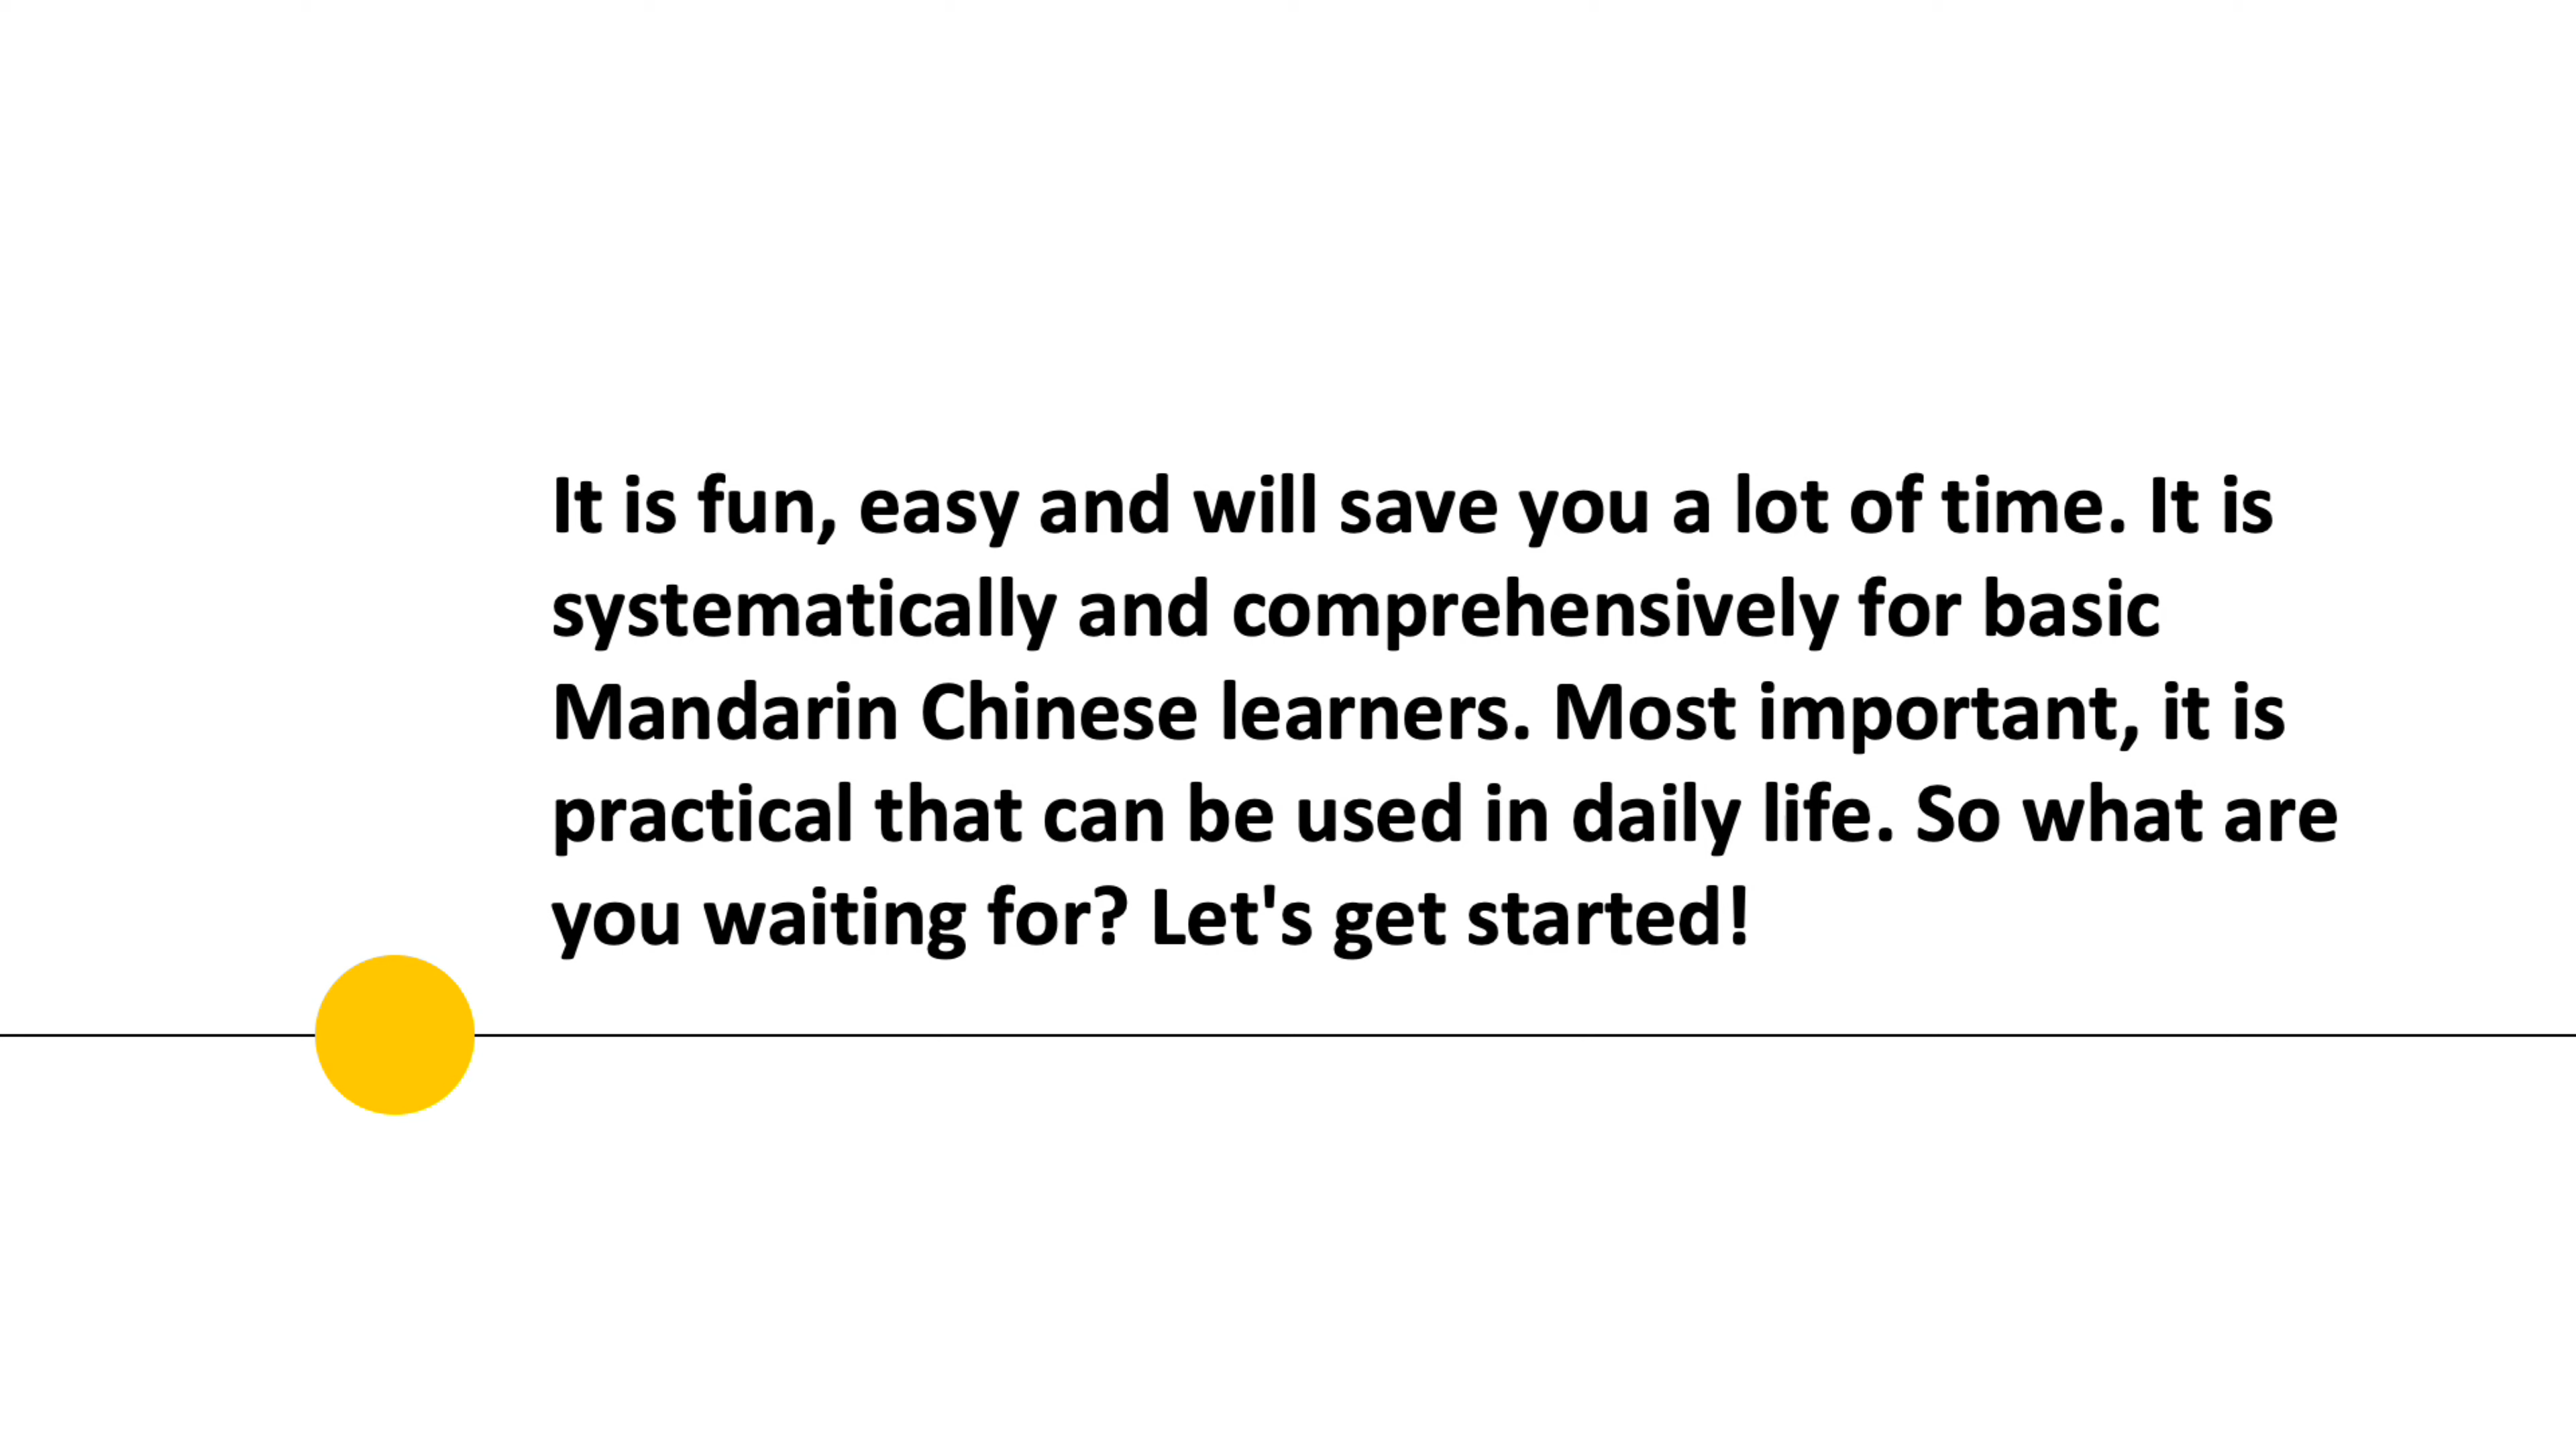 It is fun, easy and will save you a lot of time. It is
systematically and comprehensively for basic
Mandarin Chinese learners. Most important, it is
practical that can be used in daily life. So what are
you waiting for? Let's get started!